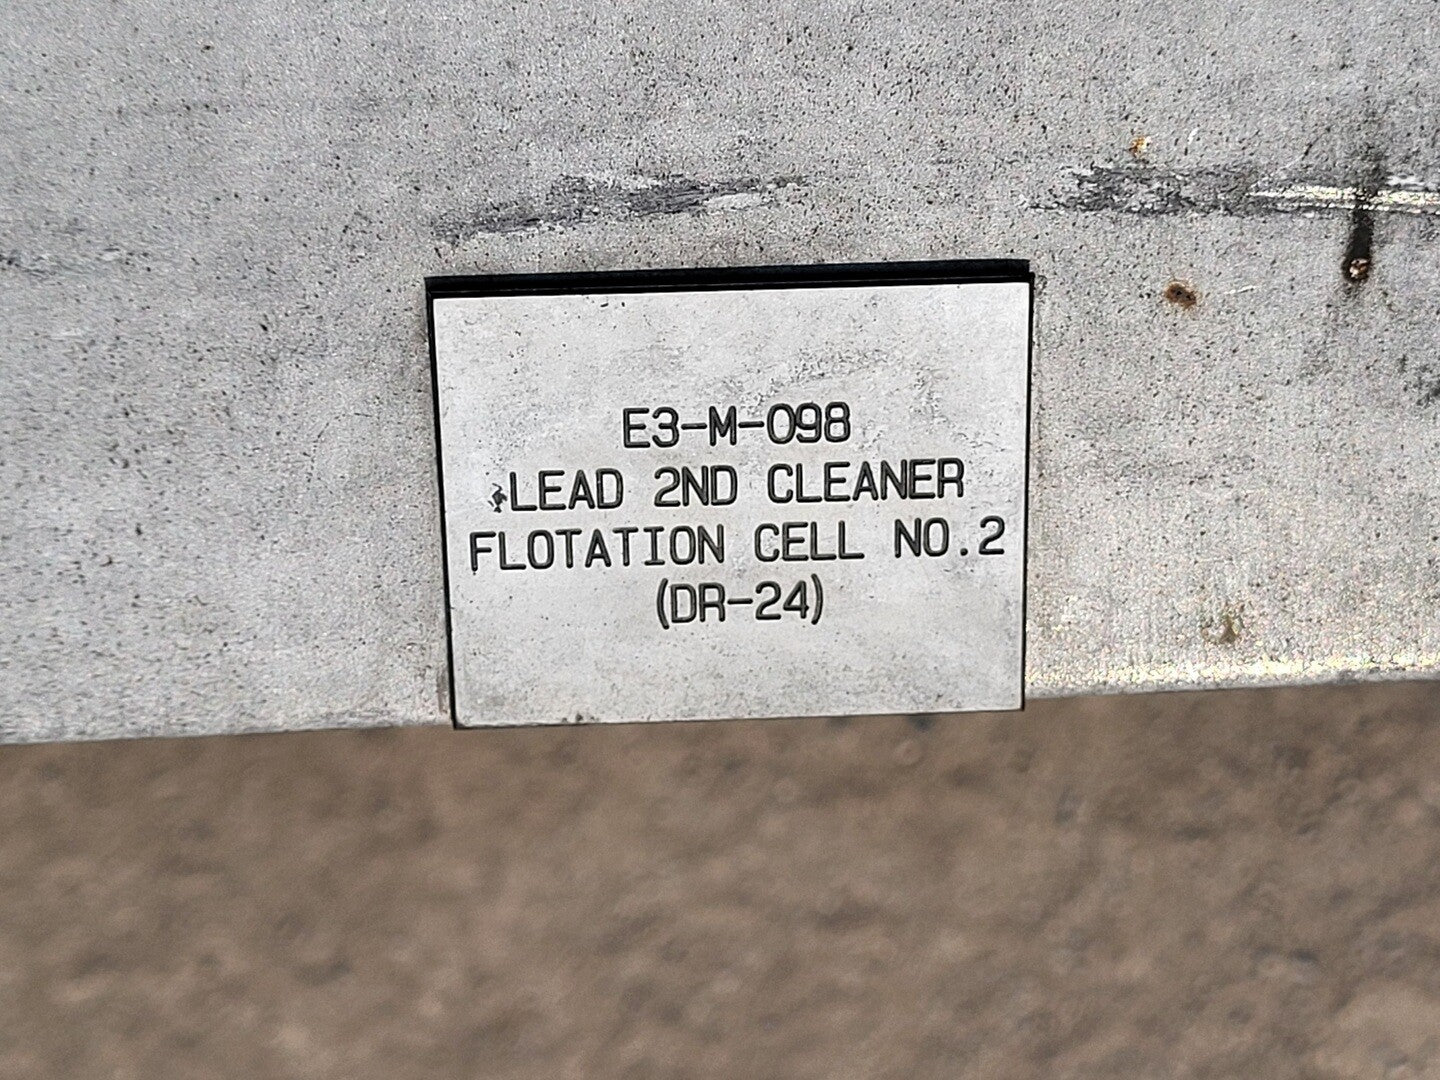 E3-M-098
LEAD 2ND CLEANER
FLOTATION CELL NO.2
(DR-24)